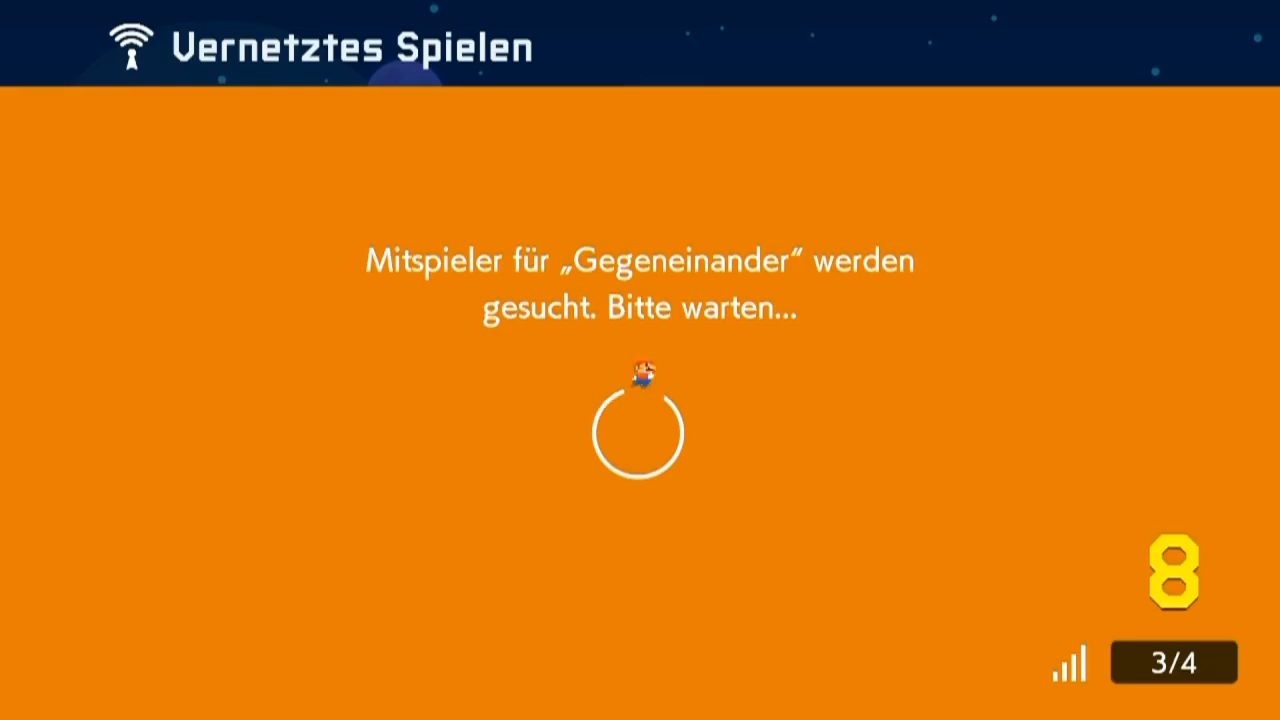 Vernetztes Spielen
Mitspieler für „Gegeneinander“ werden
gesucht. Bitte warten...
8
3/4